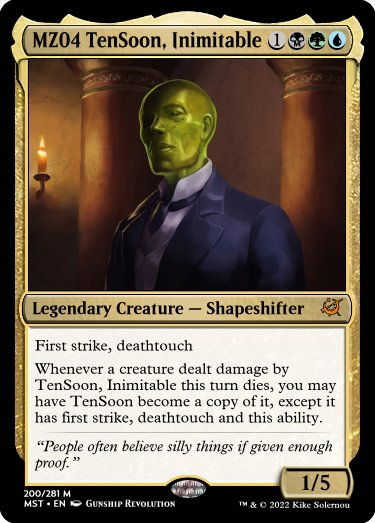 MZ04 TenSoon, Inimitable 1
Legendary Creature — Shapeshifter
First strike, deathtouch
Whenever a creature dealt damage by
TenSoon, Inimitable this turn dies, you may
have TenSoon become a copy of it, except it
has first strike, deathtouch and this ability.
“People often believe silly things if given enough
proof.”
1/5
200/281 M
MST • EN Gunship Revolution
™ & © 2022 Kike Solernou